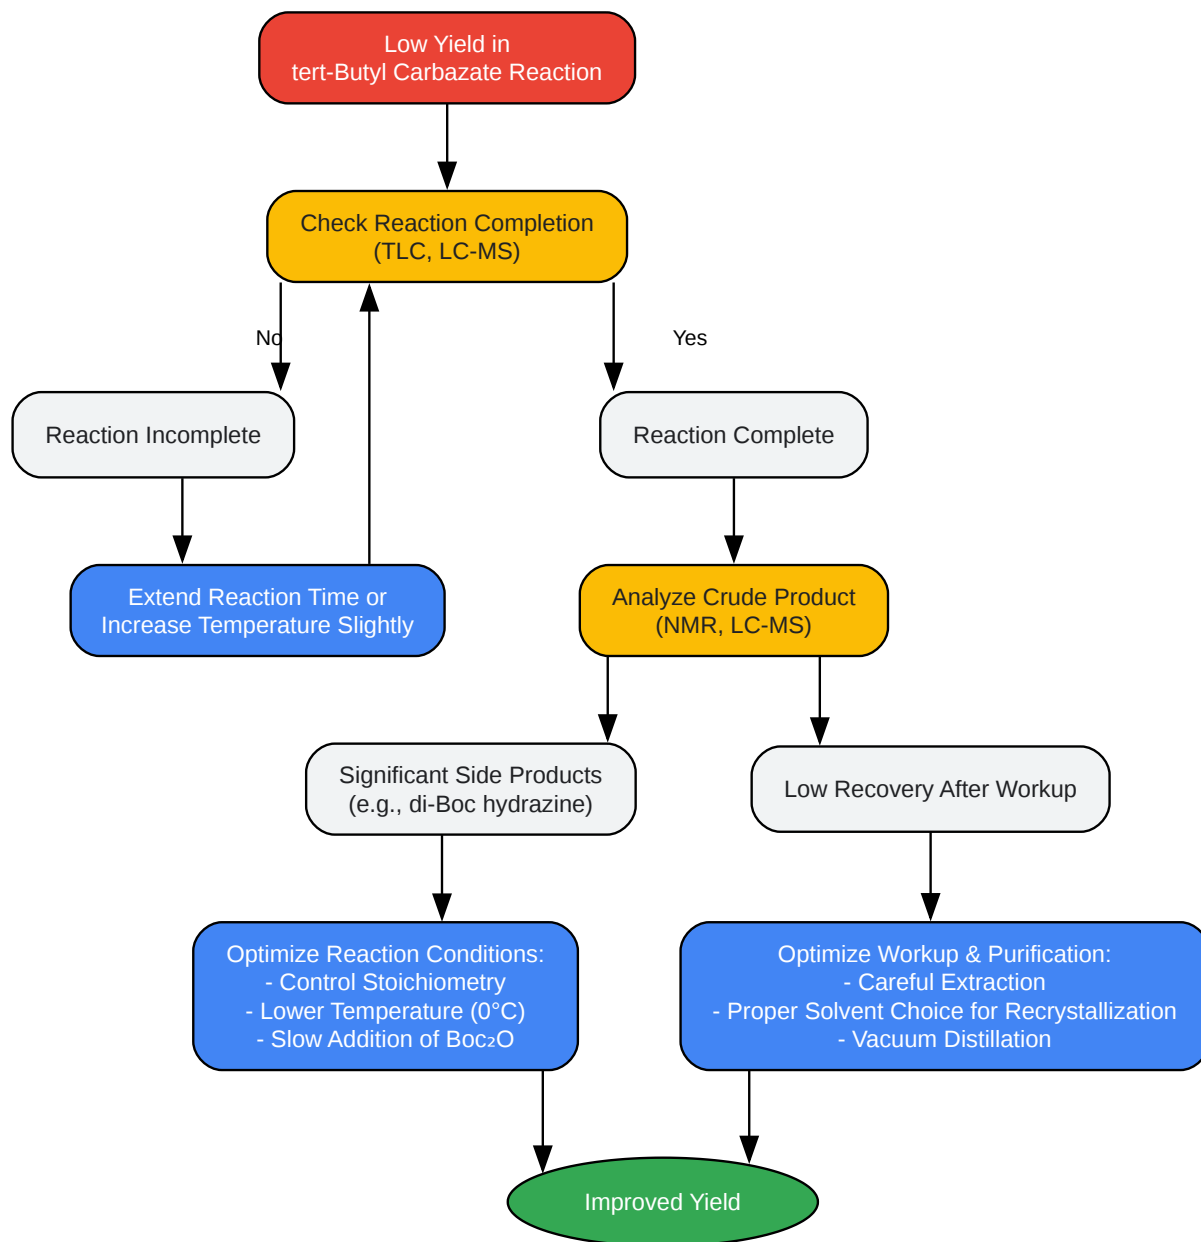 Low Yield in
tert-Butyl Carbazate Reaction
Check Reaction Completion
(TLC, LC-MS)
No
Yes
Reaction Incomplete
Reaction Complete
Extend Reaction Time or
Increase Temperature Slightly
Analyze Crude Product
(NMR, LC-MS)
Significant Side Products
(e.g., di-Boc hydrazine)
Low Recovery After Workup
Optimize Reaction Conditions:
- Control Stoichiometry
- Lower Temperature (0°C)
- Slow Addition of Boc₂O
Optimize Workup & Purification:
- Careful Extraction
- Proper Solvent Choice for Recrystallization
- Vacuum Distillation
Improved Yield